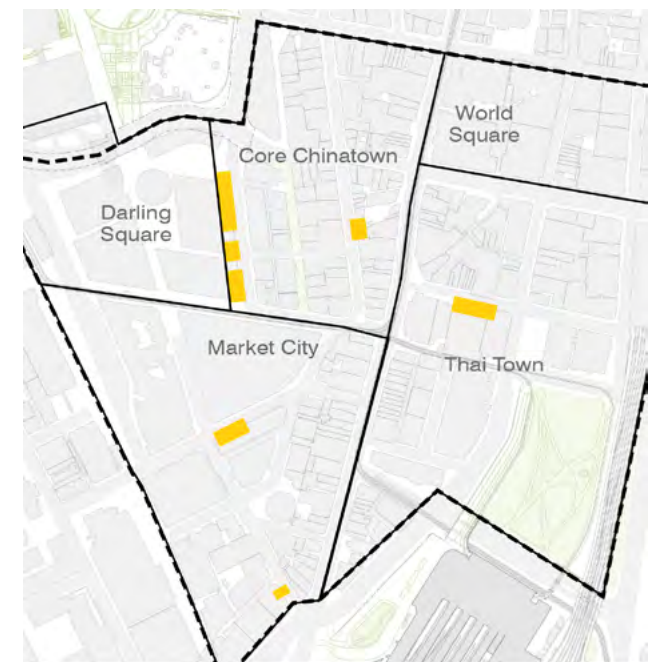 World
Square
Core Chinatown
Darling
Square
Market City
Thai Town